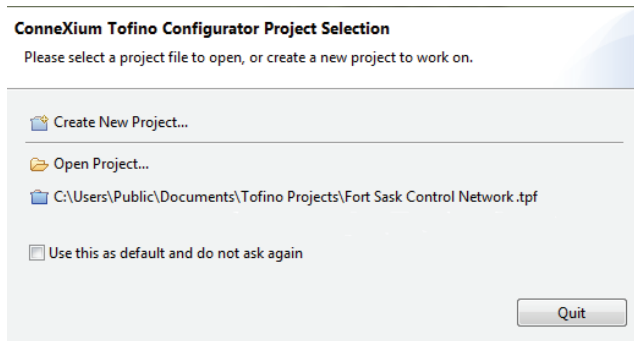 ConneXium Tofino Configurator Project Selection
Please select a project file to open, or create a new project to work on.
Create New Project...
Open Project...
C:\Users\Public\Documents\Tofino Projects\Fort Sask Control Network.tpf
Use this as default and do not ask again
Quit